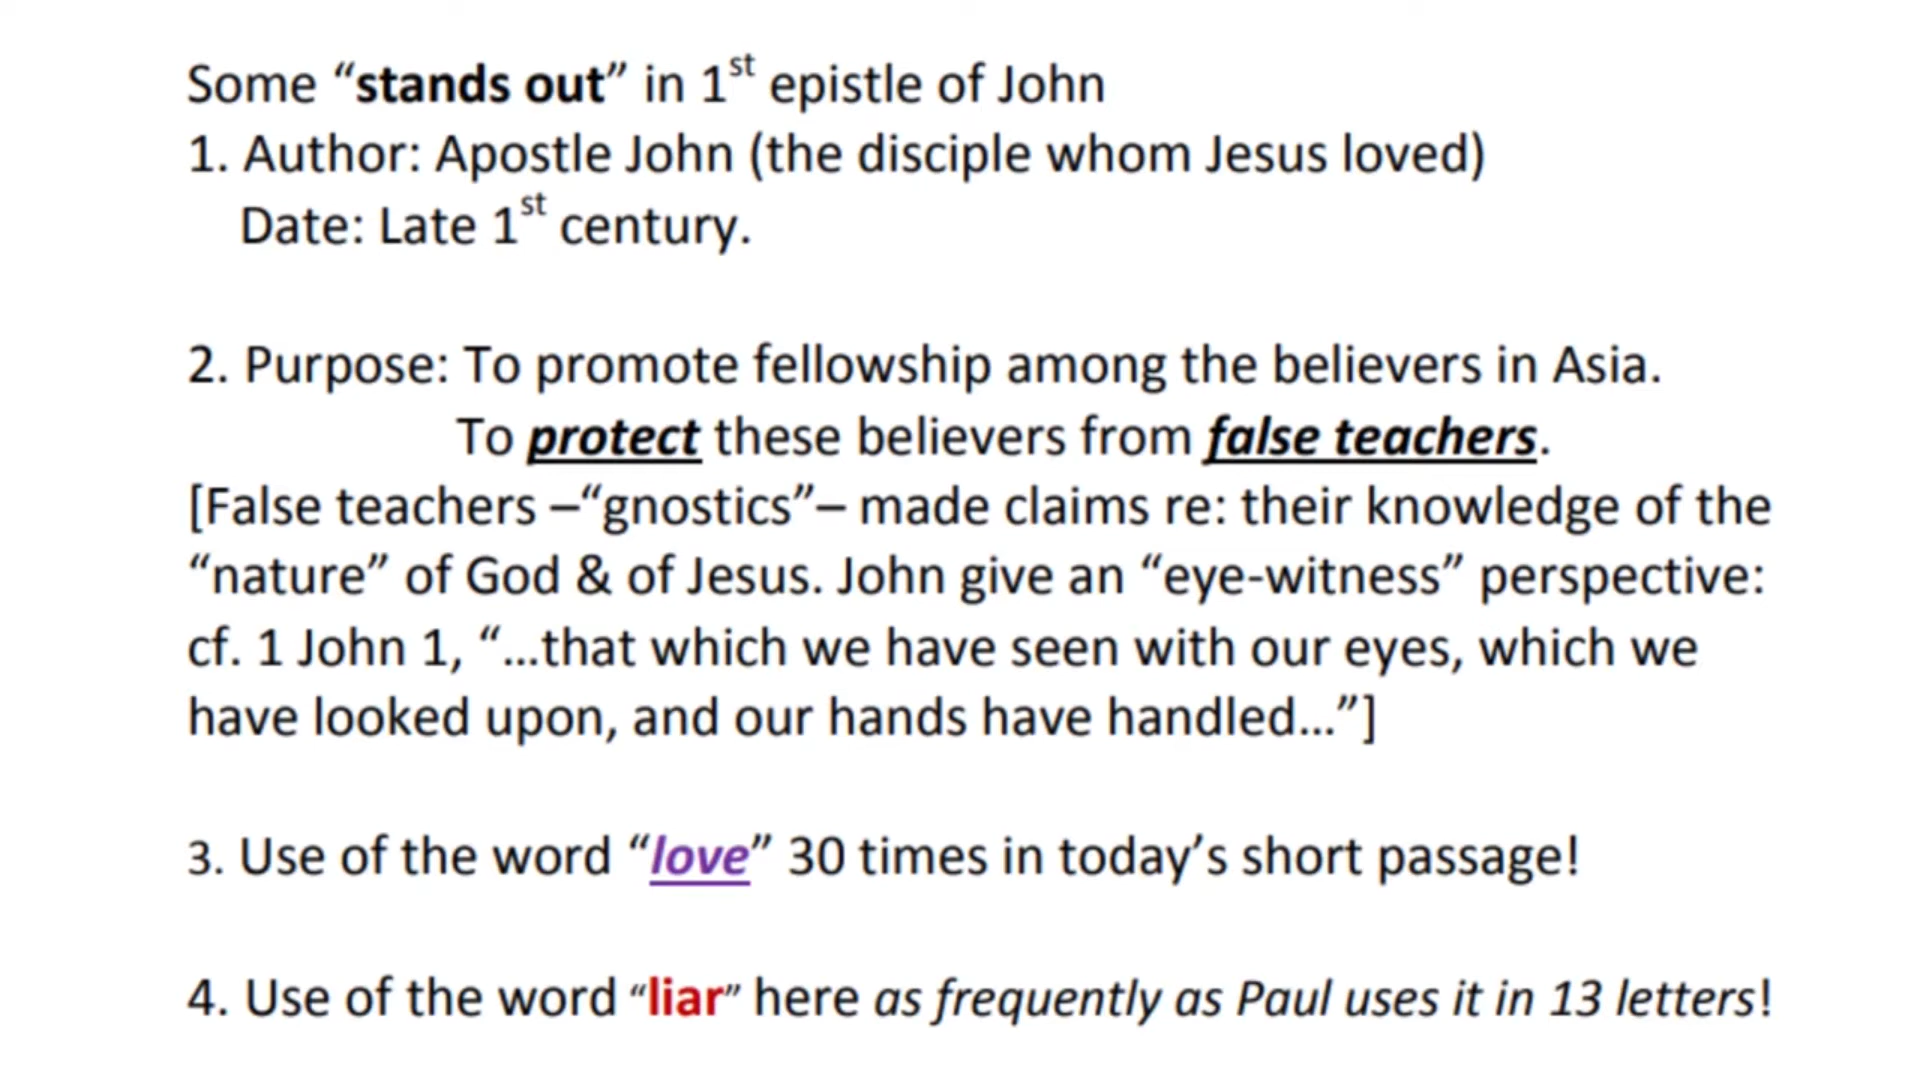 Some “stands out” in 1st epistle of John
1. Author: Apostle John (the disciple whom Jesus loved)
Date: Late 1st century.
2. Purpose: To promote fellowship among the believers in Asia.
To protect these believers from false teachers.
[False teachers –“gnostics”– made claims re: their knowledge of the
“nature” of God & of Jesus. John give an “eye-witness” perspective:
cf. 1 John 1, “...that which we have seen with our eyes, which we
have looked upon, and our hands have handled...”]
3. Use of the word “love” 30 times in today’s short passage!
4. Use of the word “liar” here as frequently as Paul uses it in 13 letters!